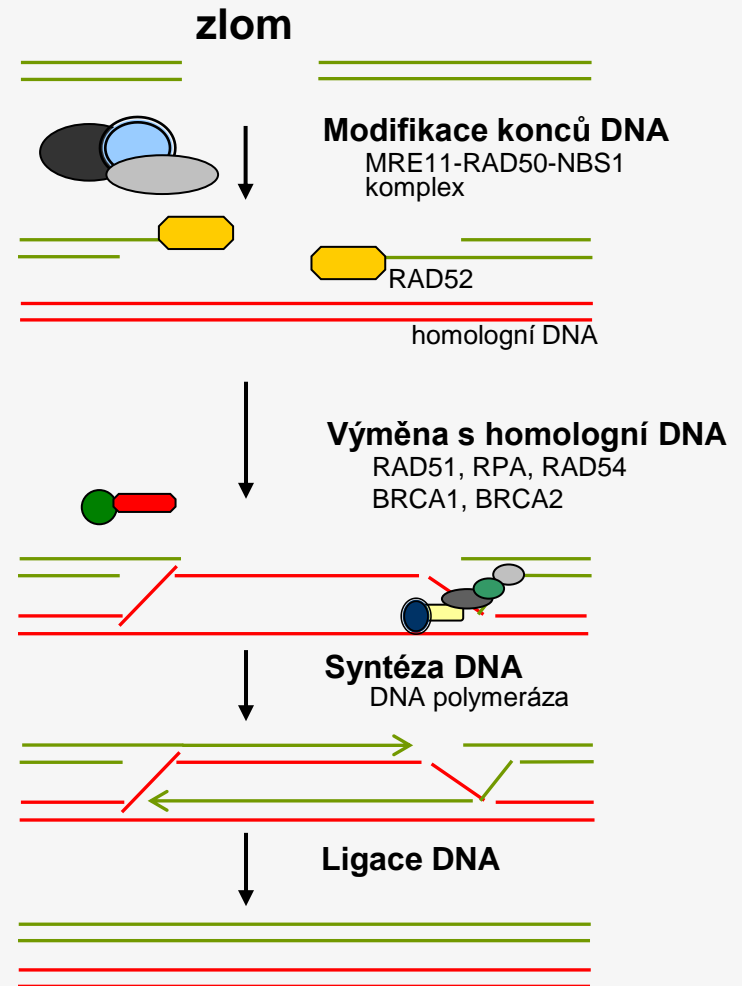 zlom
Modifikace konců DNA
MRE11-RAD50-NBS1
komplex
RAD52
homologní DNA
Výměna s homologní DNA
RAD51, RPA, RAD54
BRCA1, BRCA2
Syntéza DNA
DNA polymeráza
Ligace DNA